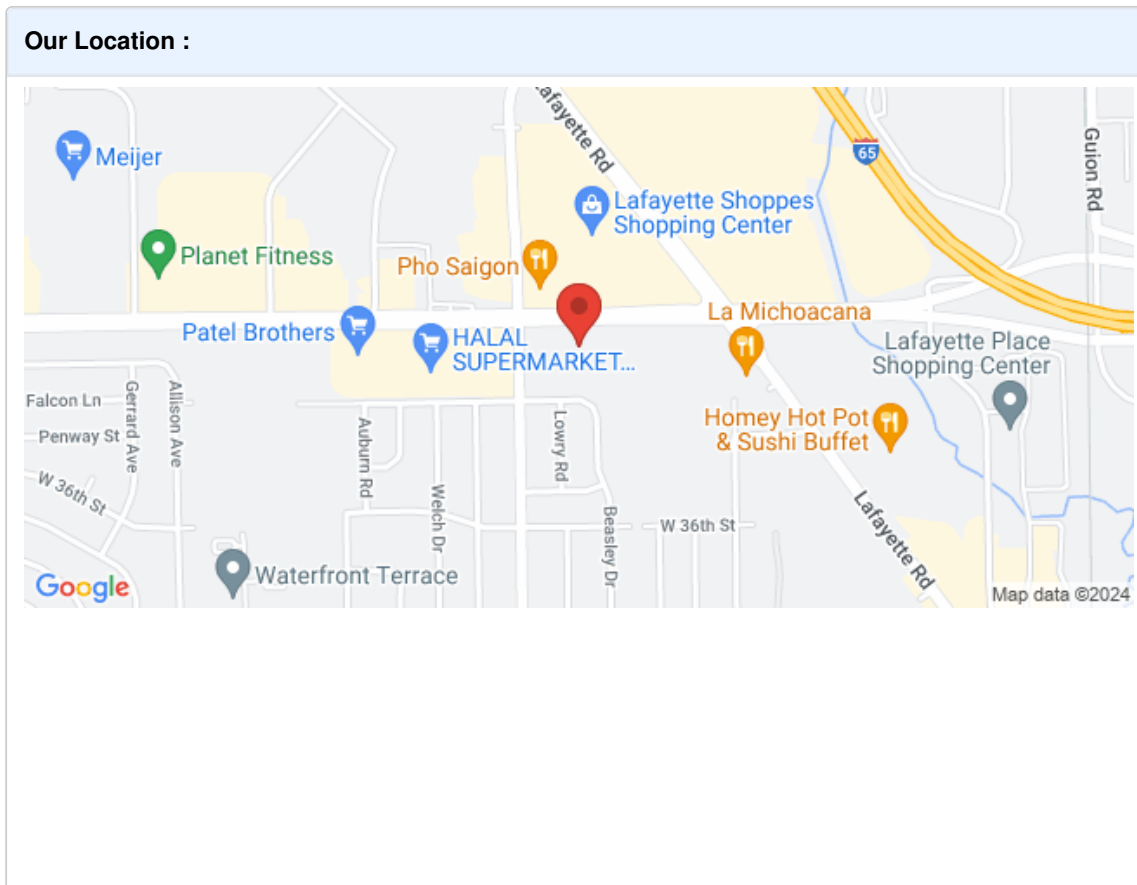 Our Location :
Lafayette Rd
65
Guion Rd
Meijer
Lafayette Shoppes
Shopping Center
Planet Fitness
Pho Saigon
La Michoacana
Patel Brothers
HALAL
SUPERMARKET...
Lafayette Place
Shopping Center
Falcon Ln
Gerrard Ave
Allison Ave
Penway St
Auburn Rd
Lowry Rd
Homey Hot Pot
& Sushi Buffet
W 36th St
Welch Dr
Beasley Dr
W 36th St
Lafayette Rd
Waterfront Terrace
Google
Map data ©2024